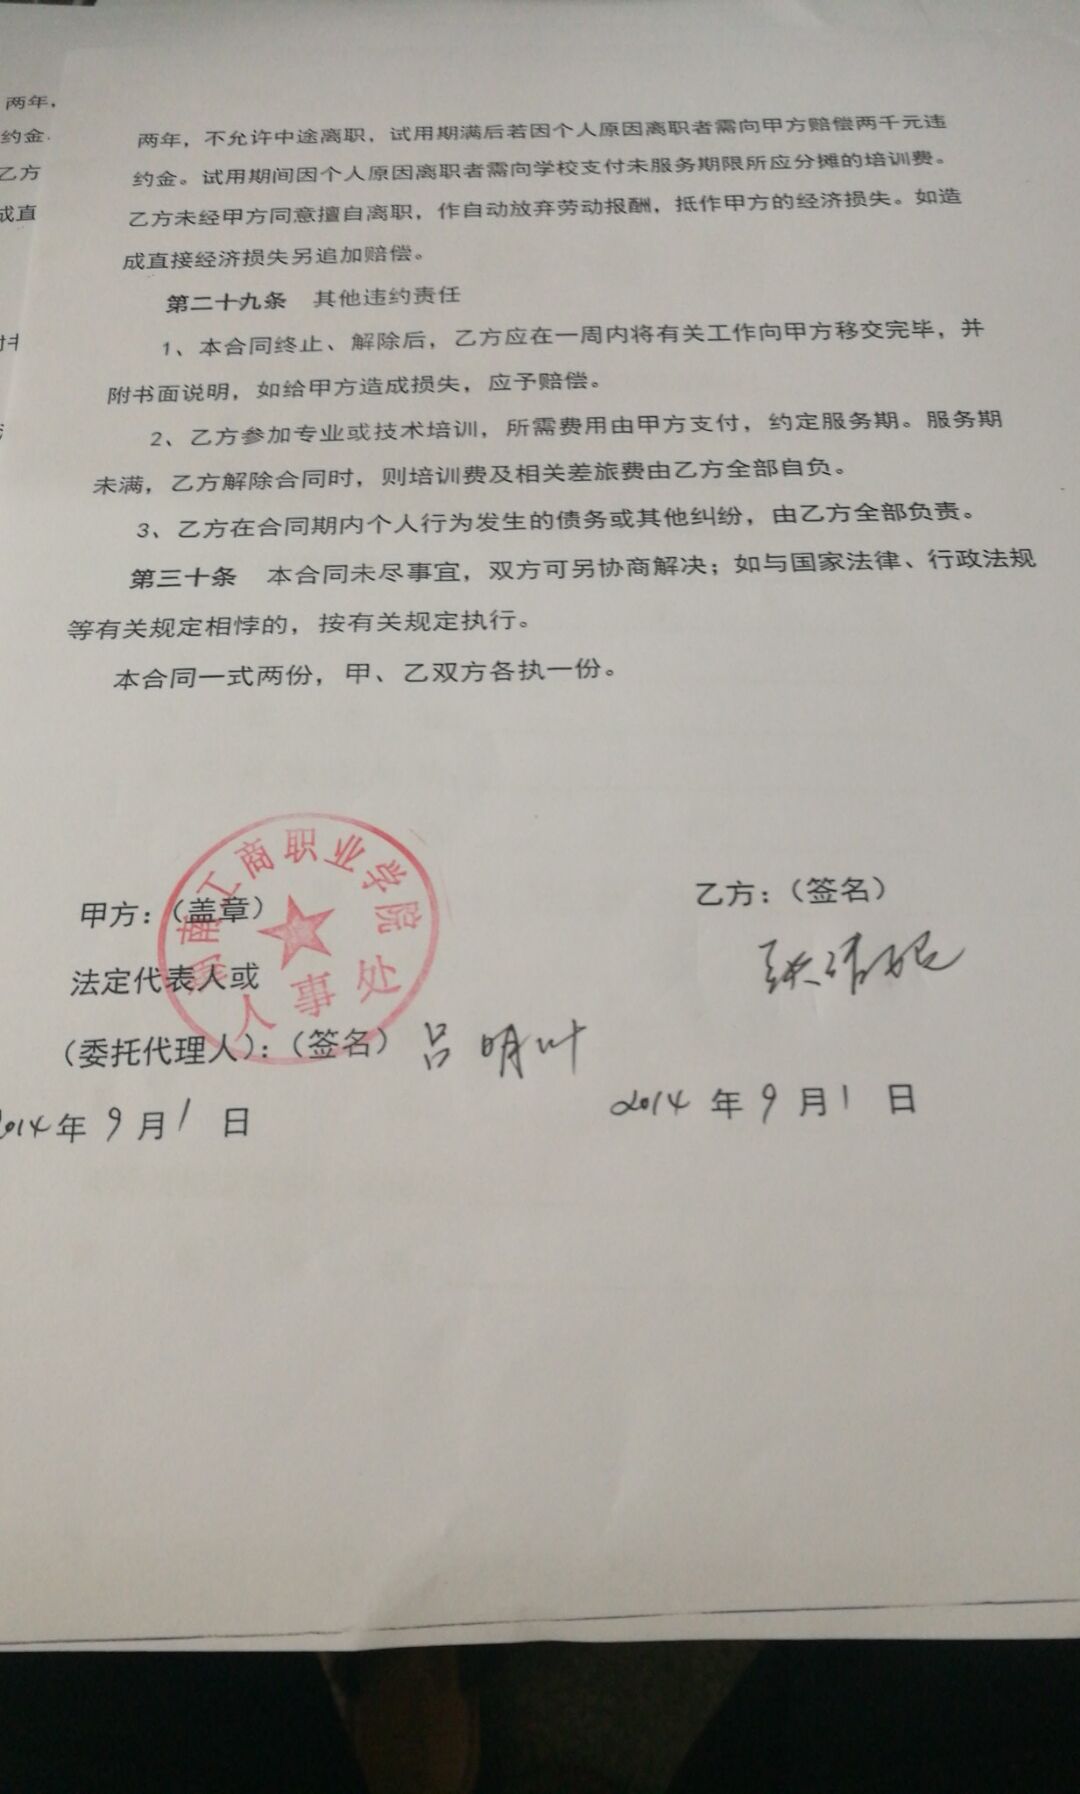 两年，
约金.
乙方
成直
两年，不允许中途离职，试用期满后若因个人原因离职者需向甲方赔偿两千元违
约金。试用期间因个人原因离职者需向学校支付未服务期限所应分摊的培训费。
乙方未经甲方同意擅自离职，作自动放弃劳动报酬，抵作甲方的经济损失。如造
成直接经济损失另追加赔偿。
第二十九条 其他违约责任
1、本合同终止、解除后，乙方应在一周内将有关工作向甲方移交完毕，并
附书面说明，如给甲方造成损失，应予赔偿。
2、乙方参加专业或技术培训，所需费用由甲方支付，约定服务期。服务期
未满，乙方解除合同时，则培训费及相关差旅费由乙方全部自负。
3、乙方在合同期内个人行为发生的债务或其他纠纷，由乙方全部负责。
第三十条 本合同未尽事宜，双方可另协商解决；如与国家法律、行政法规
等有关规定相悖的，按有关规定执行。
本合同一式两份，甲、乙双方各执一份。
南工商职业学院
人事处
甲方：（盖章）
法定代表人或
（委托代理人）：（签名） 吕明叶
2014年9月1日
乙方：（签名）
2014年9月1日